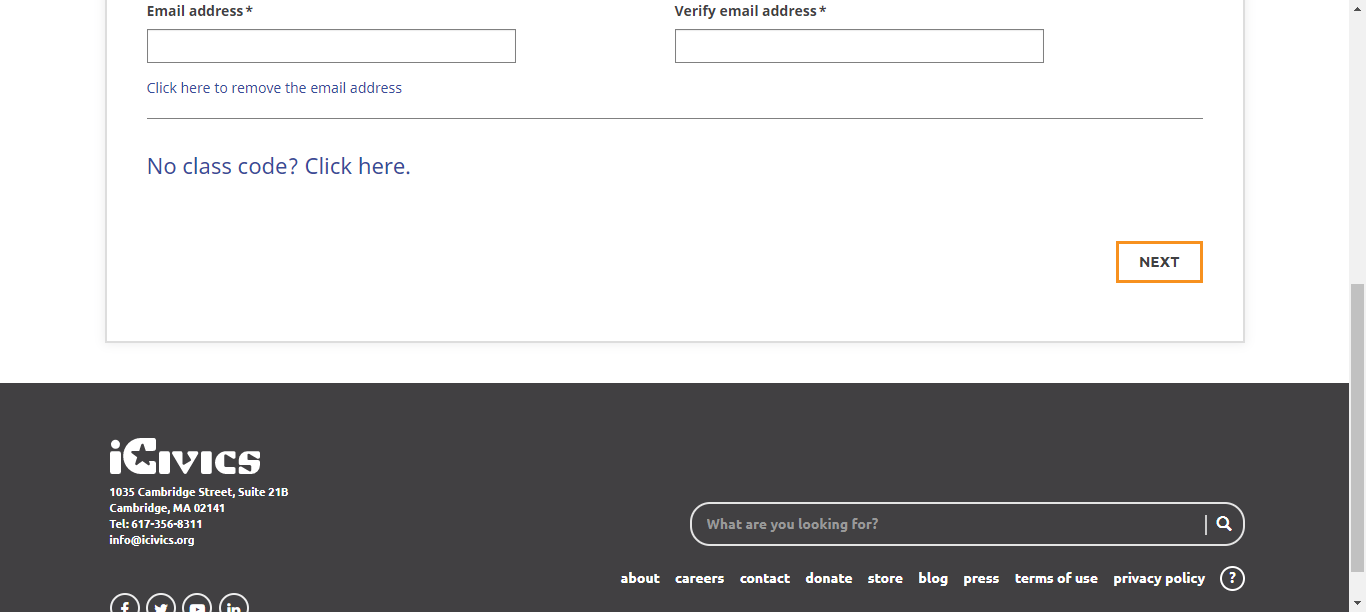 Email address*
Verify email address*
Click here to remove the email address
No class code? Click here.
NEXT
iCivics
1035 Cambridge Street, Suite 21B
Cambridge, MA 02141
Tel: 617-356-8311
info@icivics.org
What are you looking for?
about careers contact donate store blog press terms of use privacy policy ?